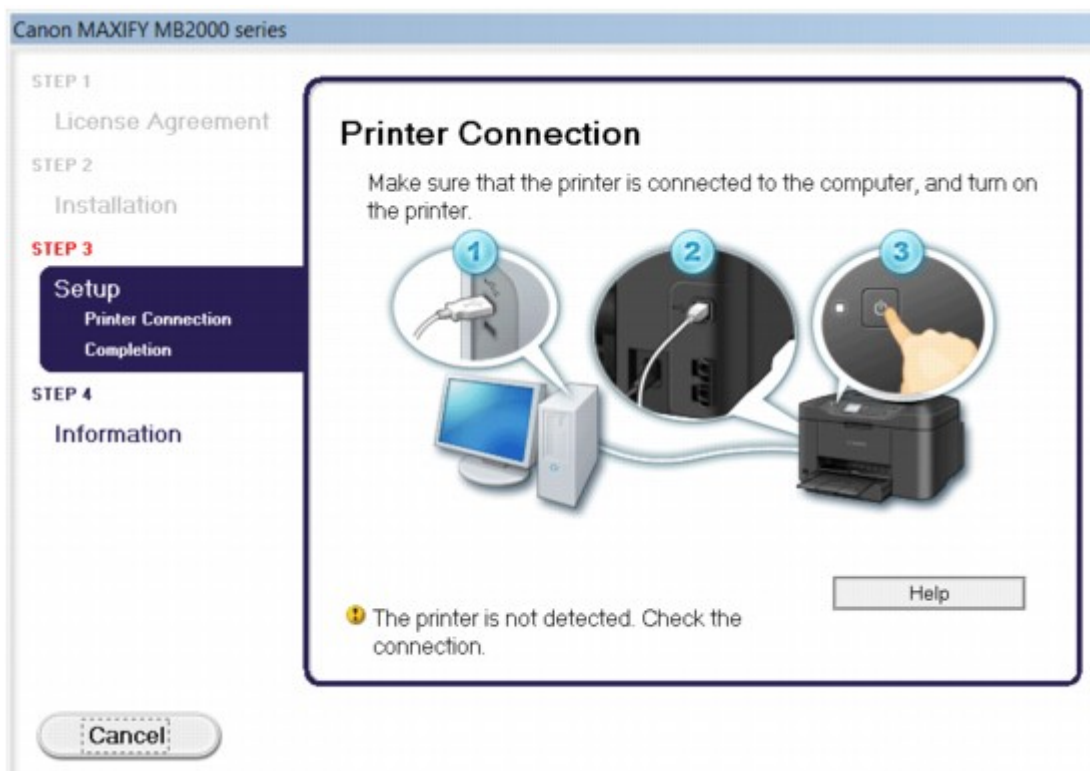 Canon MAXIFY MB2000 series
STEP 1
License Agreement
STEP 2
Installation
STEP 3
Setup
Printer Connection
Completion
STEP 4
Information
Printer Connection
Make sure that the printer is connected to the computer, and turn on
the printer.
1
2
3
Help
The printer is not detected. Check the
connection.
Cancel